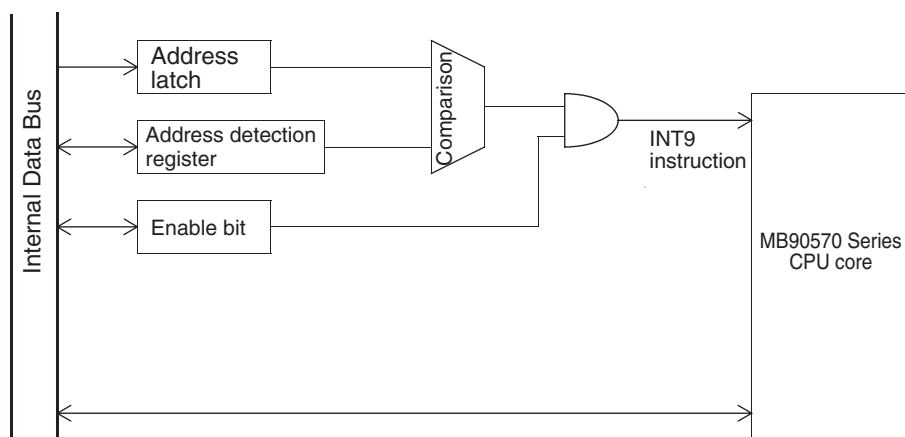 Internal Data Bus
Address
latch
Address detection
register
Enable bit
Comparison
INT9
instruction
MB90570 Series
CPU core